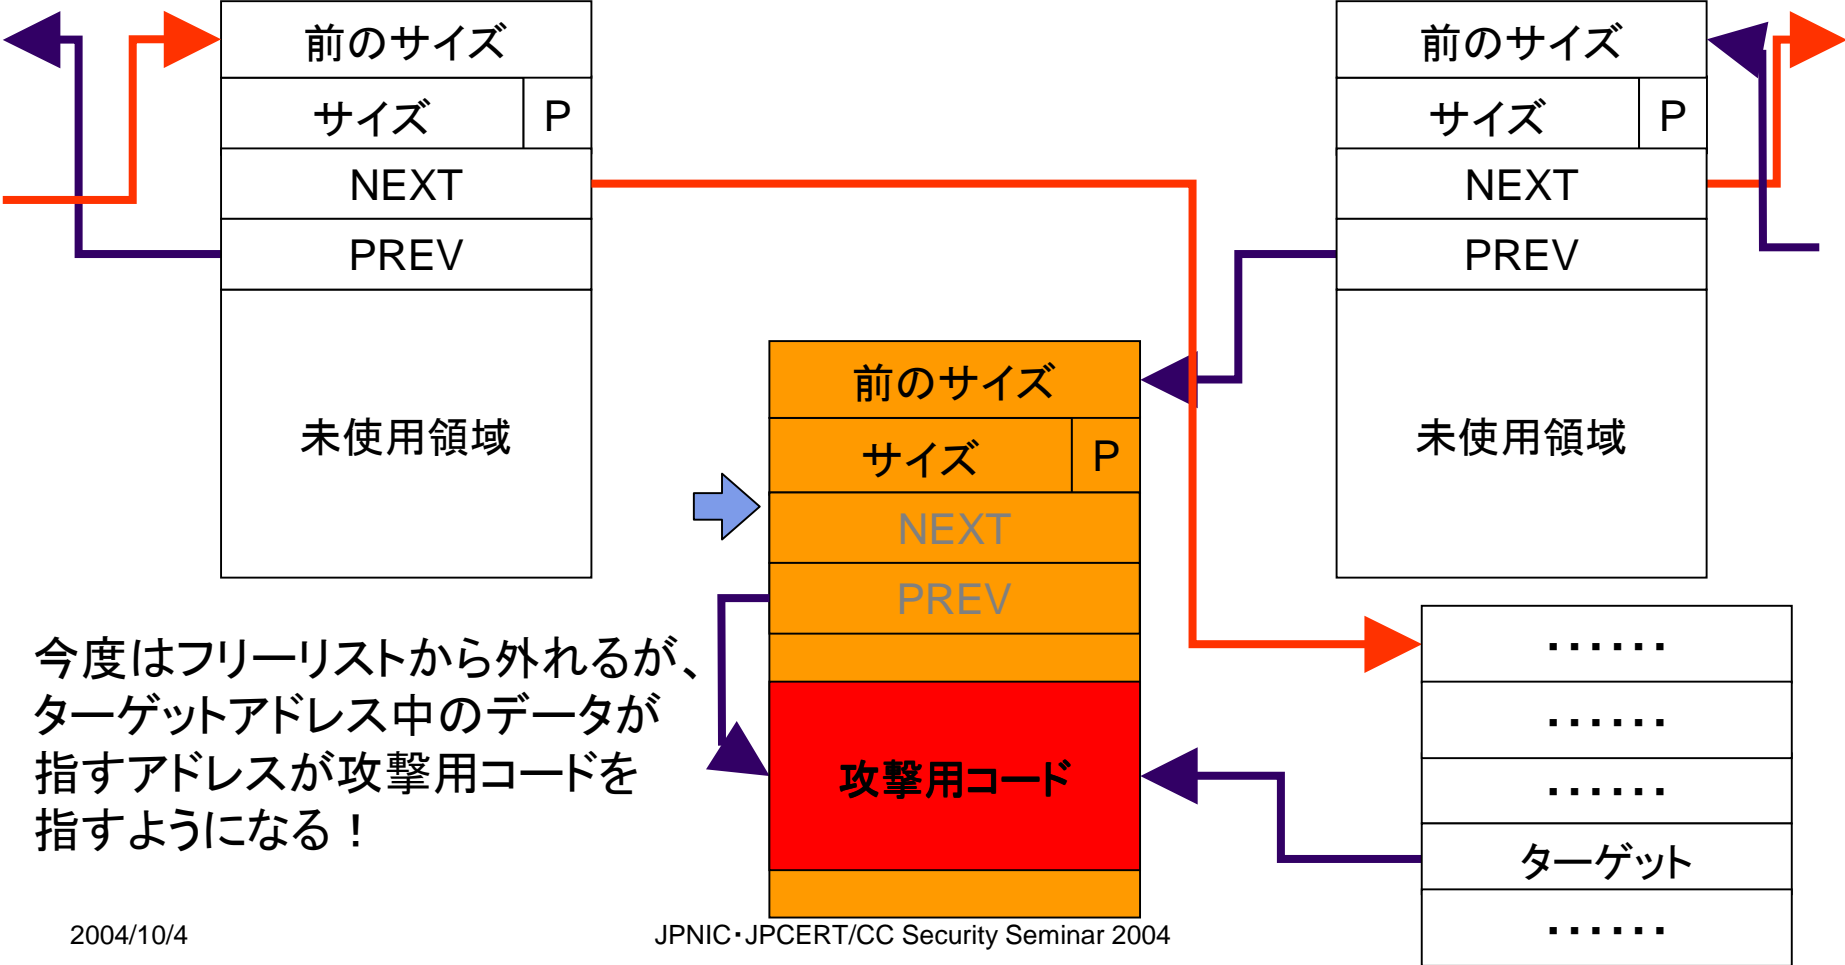 前のサイズ
サイズ P
NEXT
PREV
未使用領域
前のサイズ
サイズ P
NEXT
PREV
未使用領域
前のサイズ
サイズ P
NEXT
PREV
攻撃用コード
・・・・・・
・・・・・・
・・・・・・
ターゲット
・・・・・・
今度はフリーリストから外れるが、
ターゲットアドレス中のデータが
指すアドレスが攻撃用コードを
指すようになる！
2004/10/4
JPNIC・JPCERT/CC Security Seminar 2004